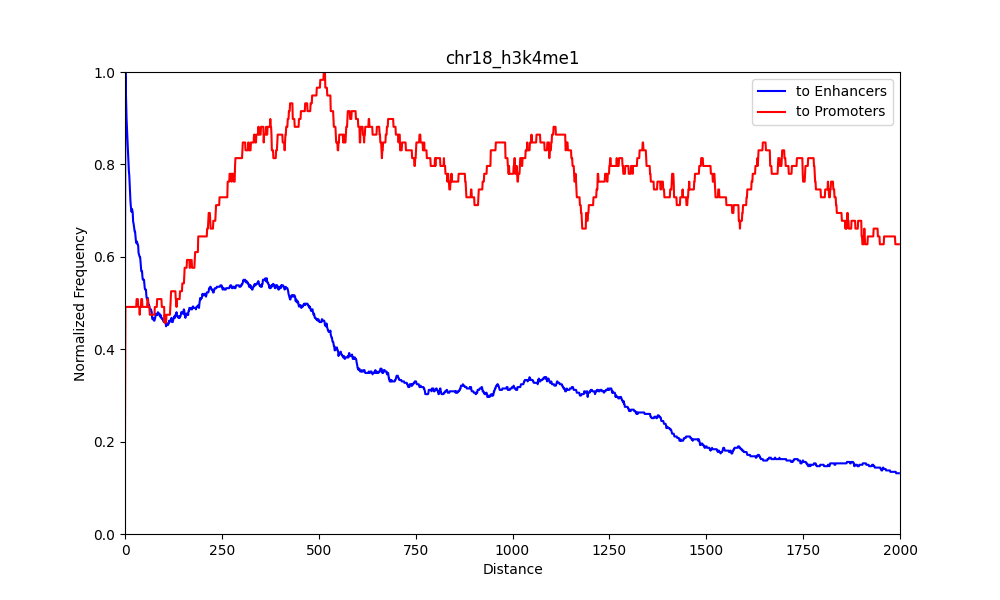 chr18_h3k4me1
to Enhancers
to Promoters
Normalized Frequency
1.0
0.8
0.6
0.4
0.2
0.0
0 250 500 750 1000 1250 1500 1750 2000
Distance